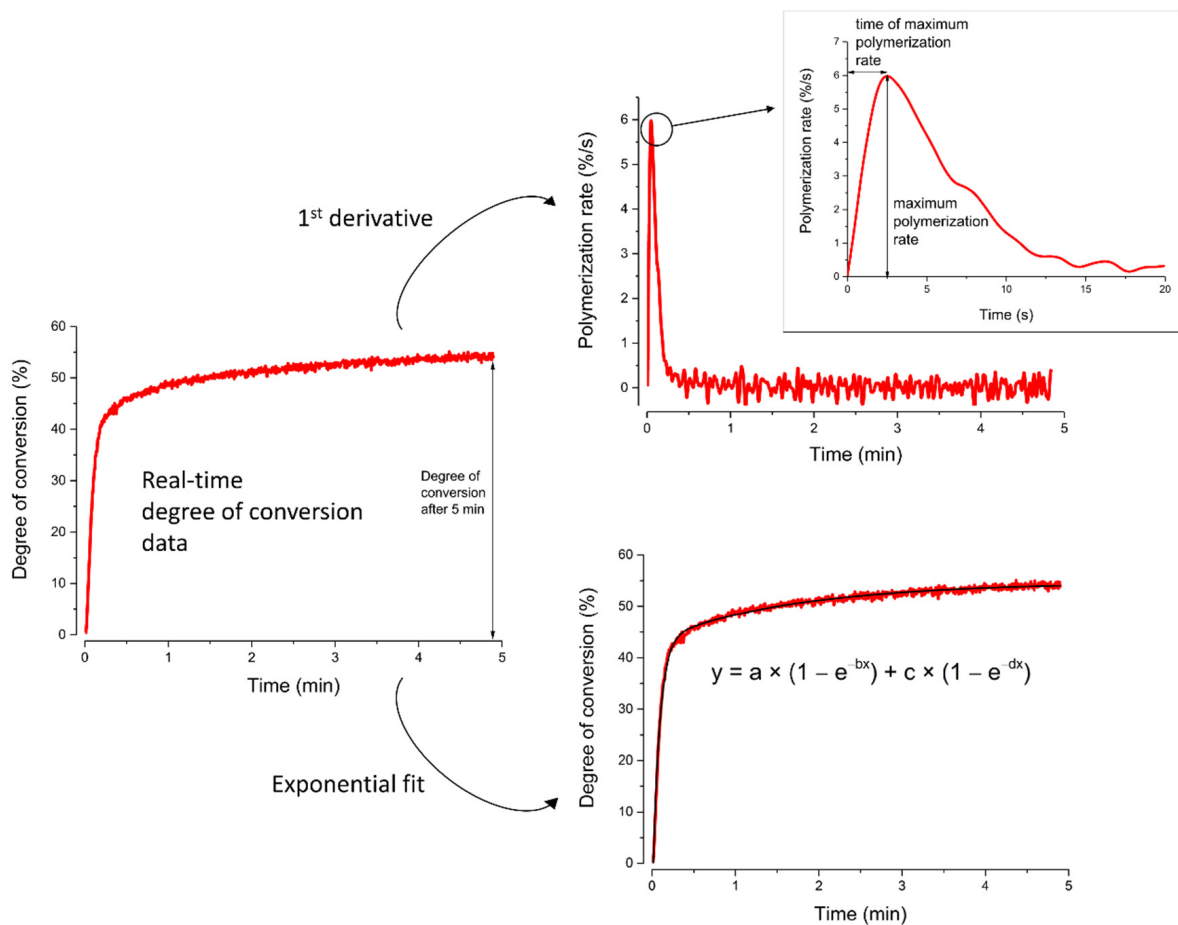 time of maximum
polymerization
rate
7
6
5
4
3
2
1
0
Polymerization rate (%/s)
maximum
polymerization
rate
0 5 10 15 20
Time (s)
6
5
4
3
2
1
0
Polymerization rate (%/s)
0 1 2 3 4 5
Time (min)
1st derivative
60
50
40
30
20
10
0
Degree of conversion (%)
Real-time
degree of conversion
data
Degree of
conversion
after 5 min
0 1 2 3 4 5
Time (min)
Exponential fit
60
50
40
30
20
10
0
Degree of conversion (%)
y = a × (1 – e–bx) + c × (1 – e–dx)
0 1 2 3 4 5
Time (min)